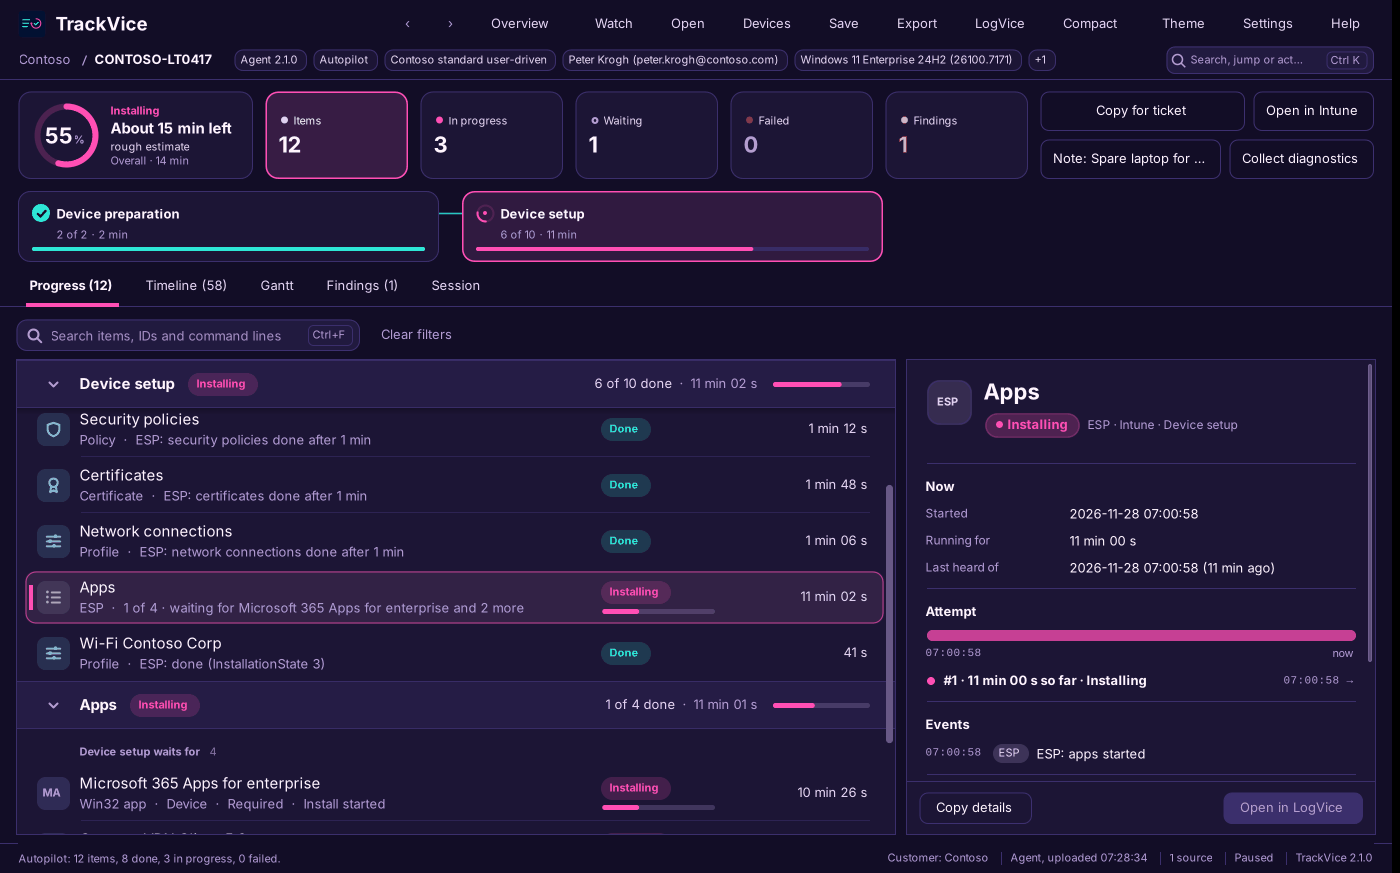 TrackVice
‹ › Overview Watch Open Devices Save Export LogVice Compact Theme Settings Help
Contoso / CONTOSO-LT0417 Agent 2.1.0 Autopilot Contoso standard user-driven Peter Krogh (peter.krogh@contoso.com) Windows 11 Enterprise 24H2 (26100.7171) +1 Search, jump or act... Ctrl K
55%
Installing
About 15 min left
rough estimate
Overall · 14 min
Items
12
In progress
3
Waiting
1
Failed
0
Findings
1
Copy for ticket
Open in Intune
Note: Spare laptop for ...
Collect diagnostics
Device preparation
2 of 2 · 2 min
Device setup
6 of 10 · 11 min
Progress (12) Timeline (58) Gantt Findings (1) Session
Search items, IDs and command lines Ctrl+F Clear filters
Device setup Installing 6 of 10 done · 11 min 02 s
Security policies
Policy · ESP: security policies done after 1 min
Done
1 min 12 s
Certificates
Certificate · ESP: certificates done after 1 min
Done
1 min 48 s
Network connections
Profile · ESP: network connections done after 1 min
Done
1 min 06 s
Apps
ESP · 1 of 4 · waiting for Microsoft 365 Apps for enterprise and 2 more
Installing
11 min 02 s
Wi-Fi Contoso Corp
Profile · ESP: done (InstallationState 3)
Done
41 s
Apps Installing 1 of 4 done · 11 min 01 s
Device setup waits for 4
MA
Microsoft 365 Apps for enterprise
Win32 app · Device · Required · Install started
Installing
10 min 26 s
ESP
Apps
Installing ESP · Intune · Device setup
Now
Started 2026-11-28 07:00:58
Running for 11 min 00 s
Last heard of 2026-11-28 07:00:58 (11 min ago)
Attempt
07:00:58 now
#1 · 11 min 00 s so far · Installing 07:00:58 →
Events
07:00:58 ESP ESP: apps started
Copy details Open in LogVice
Autopilot: 12 items, 8 done, 3 in progress, 0 failed.
Customer: Contoso Agent, uploaded 07:28:34 1 source Paused TrackVice 2.1.0